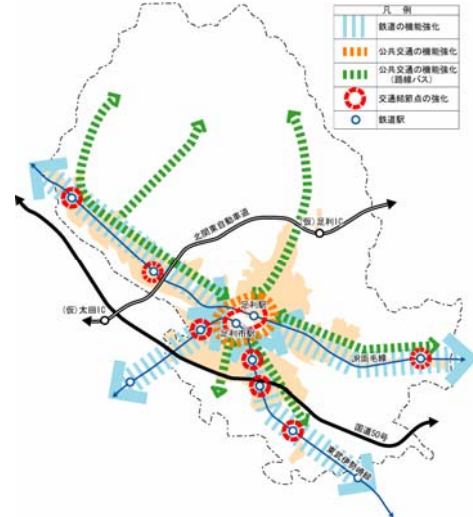 凡 例
鉄道の機能強化
公共交通の機能強化
公共交通の機能強化
(路線バス)
交通結節点の強化
鉄道駅
北関東自動車道
(仮)足利IC
(仮)太田IC
足利駅
足利市駅
JR両毛線
国道50号
東武伊勢崎線